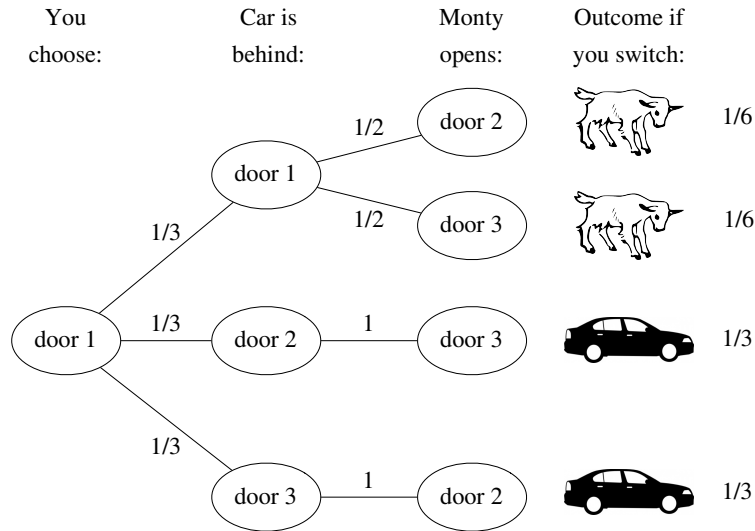 You choose:
Car is behind:
Monty opens:
Outcome if you switch:
1/2
door 2
1/6
door 1
1/2
door 3
1/6
1/3
door 1
1/3
door 2
1
door 3
1/3
1/3
door 3
1
door 2
1/3